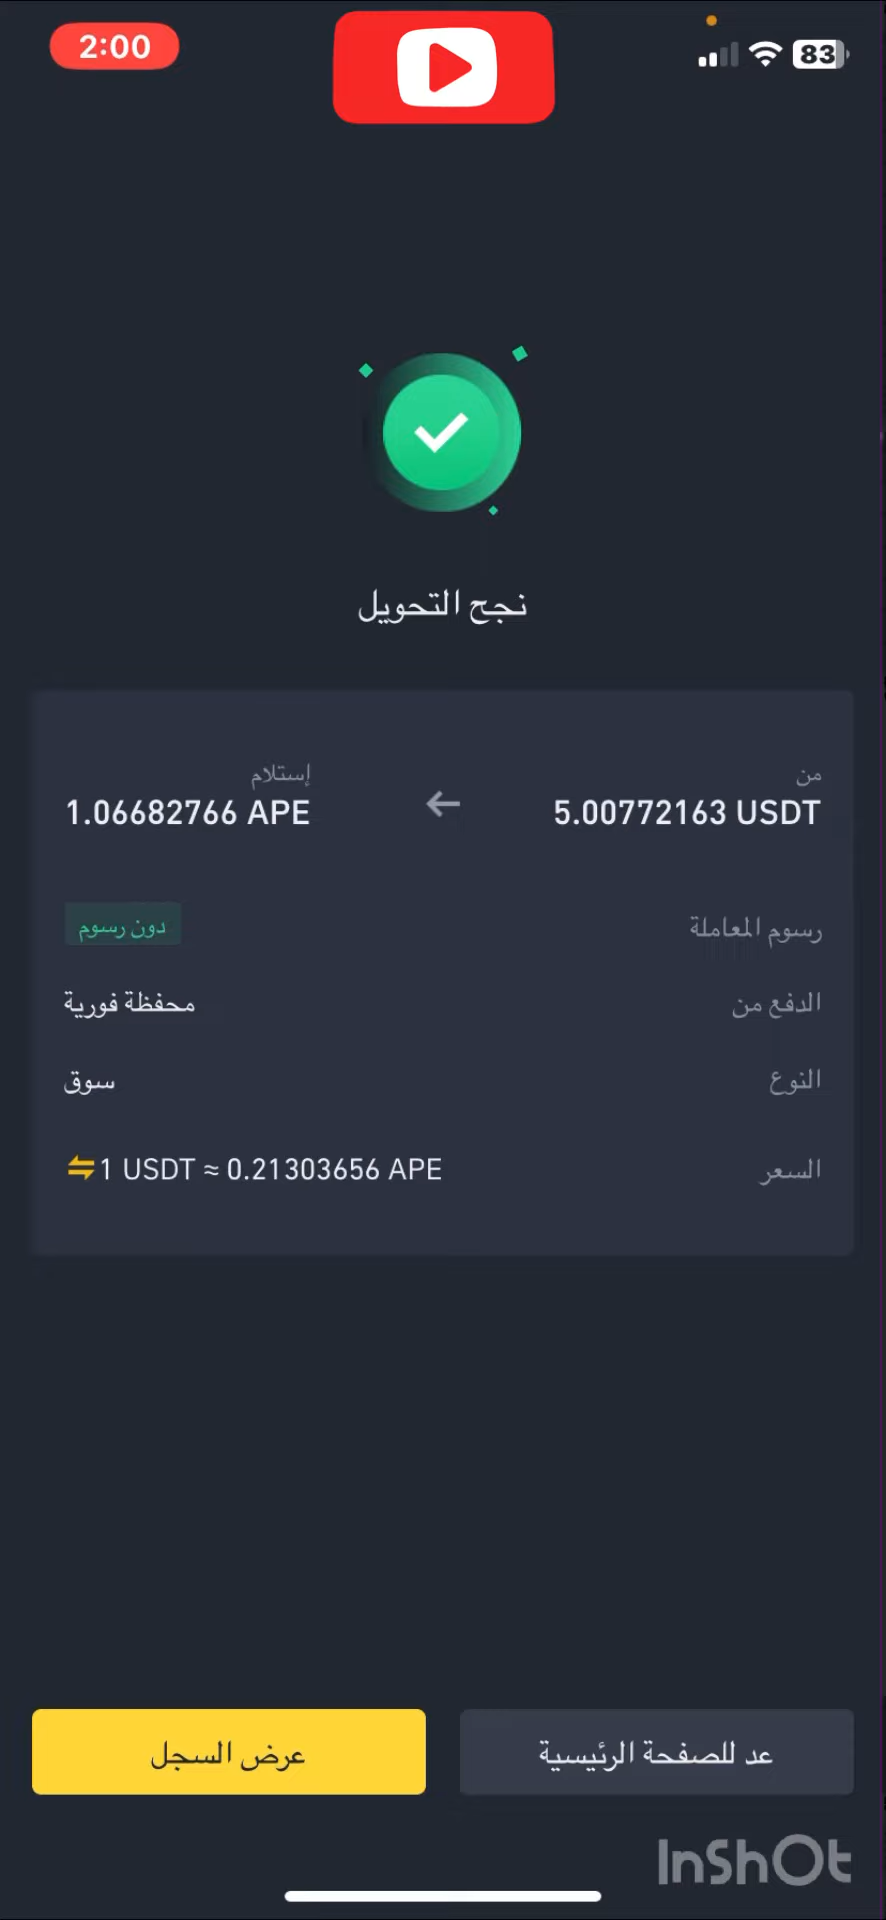 2:00
83
نجح التحويل
من
إستلام
5.00772163 USDT
1.06682766 APE
رسوم المعاملة
دون رسوم
الدفع من
محفظة فورية
النوع
سوق
السعر
1 USDT ≈ 0.21303656 APE
عد للصفحة الرئيسية
عرض السجل
InShOt